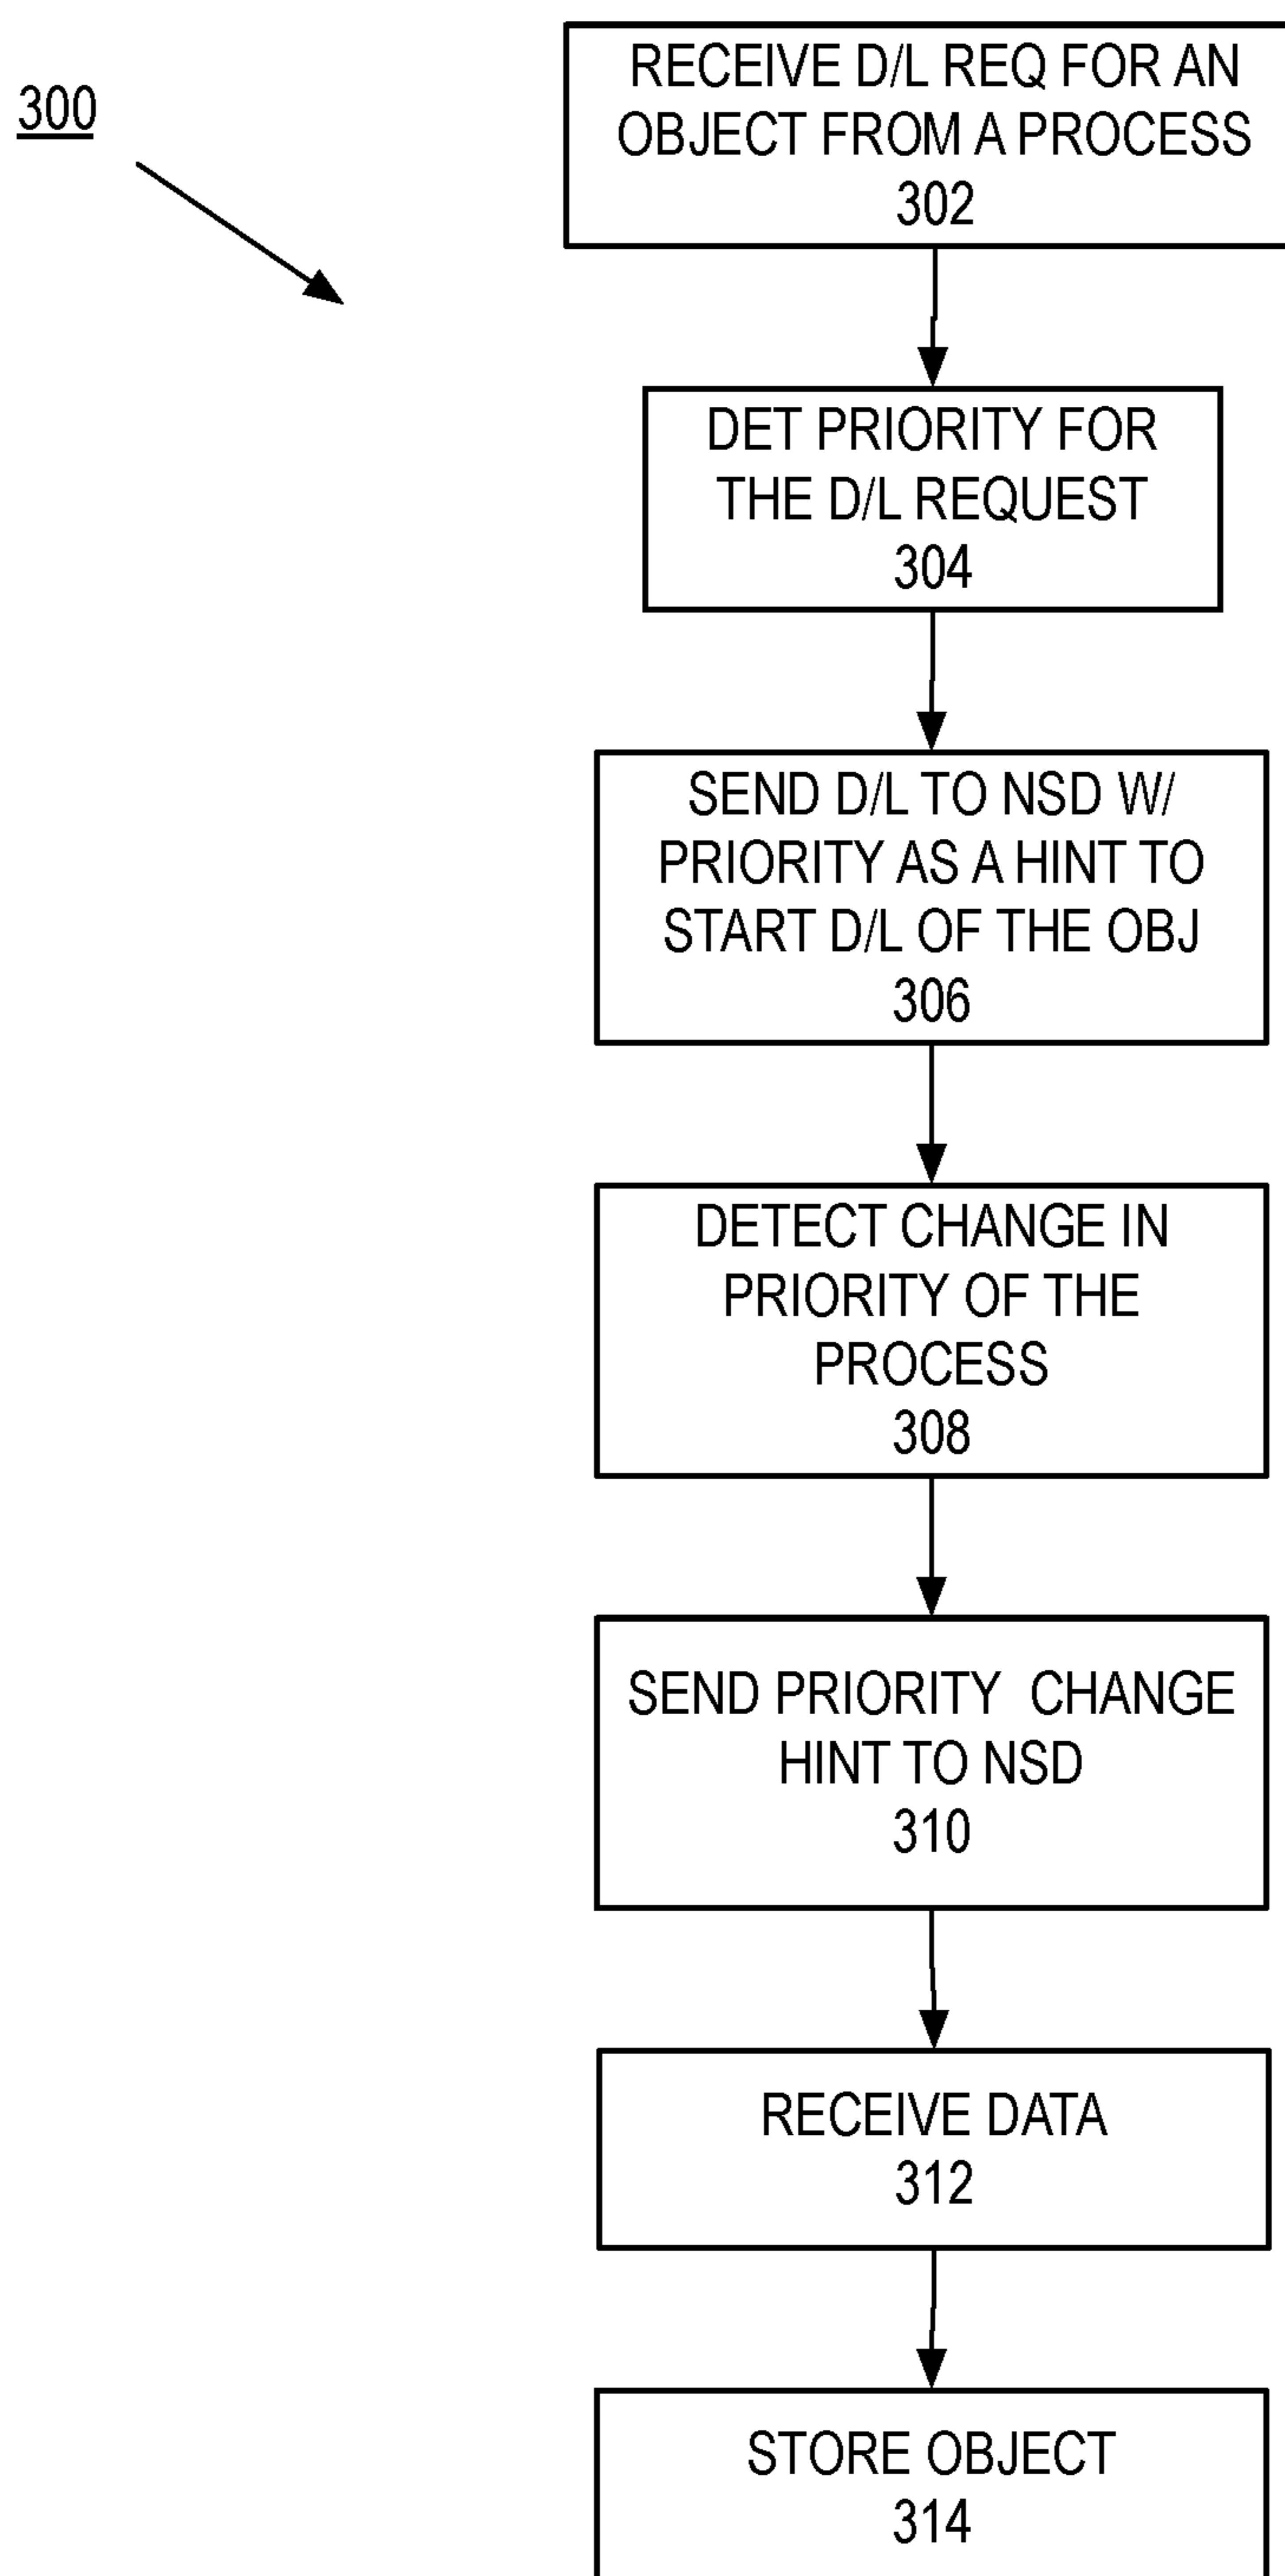 300
RECEIVE D/L REQ FOR AN
OBJECT FROM A PROCESS
302
DET PRIORITY FOR
THE D/L REQUEST
304
SEND D/L TO NSD W/
PRIORITY AS A HINT TO
START D/L OF THE OBJ
306
DETECT CHANGE IN
PRIORITY OF THE
PROCESS
308
SEND PRIORITY CHANGE
HINT TO NSD
310
RECEIVE DATA
312
STORE OBJECT
314